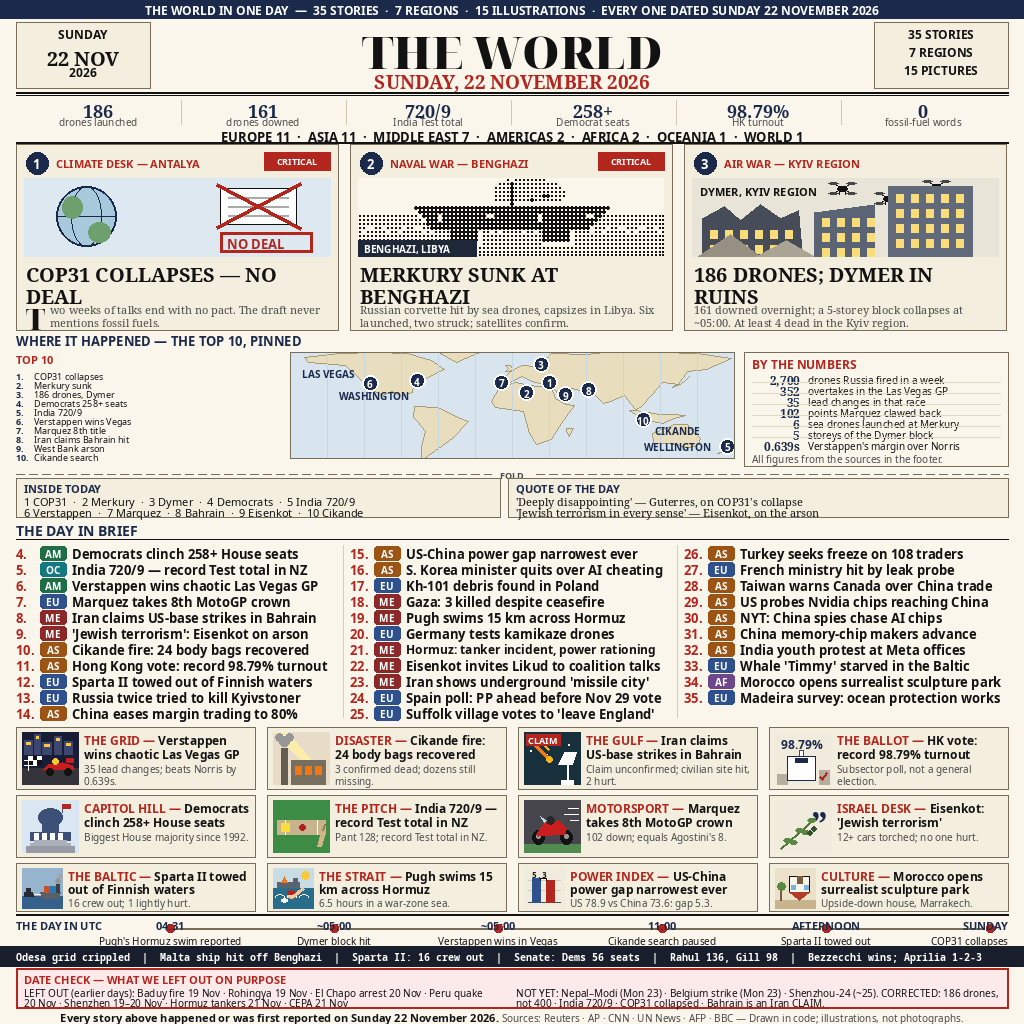 THE WORLD IN ONE DAY — 35 STORIES · 7 REGIONS · 15 ILLUSTRATIONS · EVERY ONE DATED SUNDAY 22 NOVEMBER 2026
SUNDAY
22 NOV
2026
THE WORLD
SUNDAY, 22 NOVEMBER 2026
35 STORIES
7 REGIONS
15 PICTURES
186
drones launched
161
drones downed
720/9
India Test total
258+
Democrat seats
98.79%
HK turnout
0
fossil-fuel words
EUROPE 11 · ASIA 11 · MIDDLE EAST 7 · AMERICAS 2 · AFRICA 2 · OCEANIA 1 · WORLD 1
1 CLIMATE DESK — ANTALYA
CRITICAL
NO DEAL
COP31 COLLAPSES — NO
DEAL
Two weeks of talks end with no pact. The draft never
mentions fossil fuels.
2 NAVAL WAR — BENGHAZI
CRITICAL
BENGHAZI, LIBYA
MERKURY SUNK AT
BENGHAZI
Russian corvette hit by sea drones, capsizes in Libya. Six
launched, two struck; satellites confirm.
3 AIR WAR — KYIV REGION
DYMER, KYIV REGION
186 DRONES; DYMER IN
RUINS
161 downed overnight; a 5-storey block collapses at
~05:00. At least 4 dead in the Kyiv region.
WHERE IT HAPPENED — THE TOP 10, PINNED
TOP 10
1. COP31 collapses
2. Merkury sunk
3. 186 drones, Dymer
4. Democrats 258+ seats
5. India 720/9
6. Verstappen wins Vegas
7. Marquez 8th title
8. Iran claims Bahrain hit
9. West Bank arson
10. Cikande search
LAS VEGAS
6
4
WASHINGTON
3
7
1
2
9
8
10
CIKANDE
WELLINGTON
5
BY THE NUMBERS
2,700 drones Russia fired in a week
352 overtakes in the Las Vegas GP
35 lead changes in that race
102 points Marquez clawed back
6 sea drones launched at Merkury
5 storeys of the Dymer block
0.639s Verstappen's margin over Norris
All figures from the sources in the footer.
FOLD
INSIDE TODAY
1 COP31 · 2 Merkury · 3 Dymer · 4 Democrats · 5 India 720/9
6 Verstappen · 7 Marquez · 8 Bahrain · 9 Eisenkot · 10 Cikande
QUOTE OF THE DAY
'Deeply disappointing' — Guterres, on COP31's collapse
'Jewish terrorism in every sense' — Eisenkot, on the arson
THE DAY IN BRIEF
4. AM Democrats clinch 258+ House seats
5. OC India 720/9 — record Test total in NZ
6. AM Verstappen wins chaotic Las Vegas GP
7. EU Marquez takes 8th MotoGP crown
8. ME Iran claims US-base strikes in Bahrain
9. ME 'Jewish terrorism': Eisenkot on arson
10. AS Cikande fire: 24 body bags recovered
11. AS Hong Kong vote: record 98.79% turnout
12. EU Sparta II towed out of Finnish waters
13. EU Russia twice tried to kill Kyivstoner
14. AS China eases margin trading to 80%
15. AS US-China power gap narrowest ever
16. AS S. Korea minister quits over AI cheating
17. EU Kh-101 debris found in Poland
18. ME Gaza: 3 killed despite ceasefire
19. ME Pugh swims 15 km across Hormuz
20. EU Germany tests kamikaze drones
21. ME Hormuz: tanker incident, power rationing
22. ME Eisenkot invites Likud to coalition talks
23. ME Iran shows underground 'missile city'
24. EU Spain poll: PP ahead before Nov 29 vote
25. EU Suffolk village votes to 'leave England'
26. AS Turkey seeks freeze on 108 traders
27. EU French ministry hit by leak probe
28. AS Taiwan warns Canada over China trade
29. AS US probes Nvidia chips reaching China
30. AS NYT: China spies chase AI chips
31. AS China memory-chip makers advance
32. AS India youth protest at Meta offices
33. EU Whale 'Timmy' starved in the Baltic
34. AF Morocco opens surrealist sculpture park
35. EU Madeira survey: ocean protection works
THE GRID — Verstappen
wins chaotic Las Vegas GP
35 lead changes; beats Norris by
0.639s.
DISASTER — Cikande fire:
24 body bags recovered
3 confirmed dead; dozens still
missing.
CLAIM
THE GULF — Iran claims
US-base strikes in Bahrain
Claim unconfirmed; civilian site hit,
2 hurt.
98.79%
THE BALLOT — HK vote:
record 98.79% turnout
Subsector poll, not a general
election.
CAPITOL HILL — Democrats
clinch 258+ House seats
Biggest House majority since 1992.
THE PITCH — India 720/9 —
record Test total in NZ
Pant 128; record Test total in NZ.
MOTORSPORT — Marquez
takes 8th MotoGP crown
102 down; equals Agostini's 8.
ISRAEL DESK — Eisenkot:
'Jewish terrorism'
12+ cars torched; no one hurt.
THE BALTIC — Sparta II towed
out of Finnish waters
16 crew out; 1 lightly hurt.
THE STRAIT — Pugh swims 15
km across Hormuz
6.5 hours in a war-zone sea.
5.3
POWER INDEX — US-China
power gap narrowest ever
US 78.9 vs China 73.6: gap 5.3.
CULTURE — Morocco opens
surrealist sculpture park
Upside-down house, Marrakech.
THE DAY IN UTC
04:31
Pugh's Hormuz swim reported
~05:00
Dymer block hit
~05:00
Verstappen wins in Vegas
11:00
Cikande search paused
AFTERNOON
Sparta II towed out
SUNDAY
COP31 collapses
Odesa grid crippled | Malta ship hit off Benghazi | Sparta II: 16 crew out | Senate: Dems 56 seats | Rahul 136, Gill 98 | Bezzecchi wins; Aprilia 1-2-3
DATE CHECK — WHAT WE LEFT OUT ON PURPOSE
LEFT OUT (earlier days): Baduy fire 19 Nov · Rohingya 19 Nov · El Chapo arrest 20 Nov · Peru quake
20 Nov · Shenzhen 19–20 Nov · Hormuz tankers 21 Nov · CEPA 21 Nov
NOT YET: Nepal–Modi (Mon 23) · Belgium strike (Mon 23) · Shenzhou-24 (~25). CORRECTED: 186 drones,
not 400 · India 720/9 · COP31 collapsed · Bahrain is an Iran CLAIM.
Every story above happened or was first reported on Sunday 22 November 2026. Sources: Reuters · AP · CNN · UN News · AFP · BBC — Drawn in code; illustrations, not photographs.